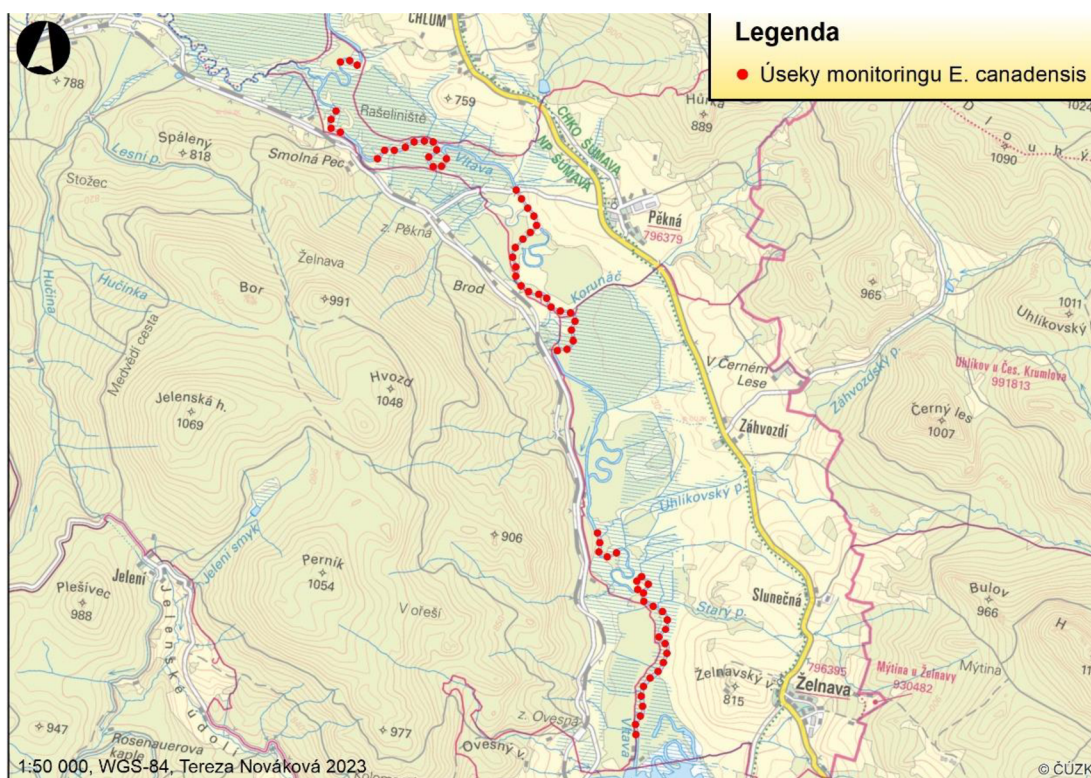 Legenda
Úseky monitoringu E. canadensis
CHLUM
788
759
Rašeliniště
Hůrka
889
1024
1090
Spálený
818
Lesní p.
Smolná Pec
Vltava
CHKO ŠUMAVA
NP. ŠUMAVA
Stožec
Pěkná
796379
z. Pěkná
Želnava
991
Hučina
Hučinka
Bor
Brod
Korunáč
965
1011
Uhlíkovský
Medvědí cesta
V Černém
Lese
Záhvozdský p.
Uhlíkov u Čes. Krumlova
991813
Hvozd
1048
Jelenská h.
1069
Černý les
1007
Záhvozdí
Uhlíkovský p.
906
Jelení smyk
Jelení
Perník
1054
Plešivec
988
V ořeší
Jelenské údolí
Starý p.
Slunečná
Bulov
966
H
Mýtina
796395
Mýtina u Želnavy
930482
Želnavský v.
815
Želnava
z. Ovesná
Ovesný v.
Vltava
947
977
Rosenauerova
kaple
1:50 000, WGS-84, Tereza Nováková 2023
© ČÚZK